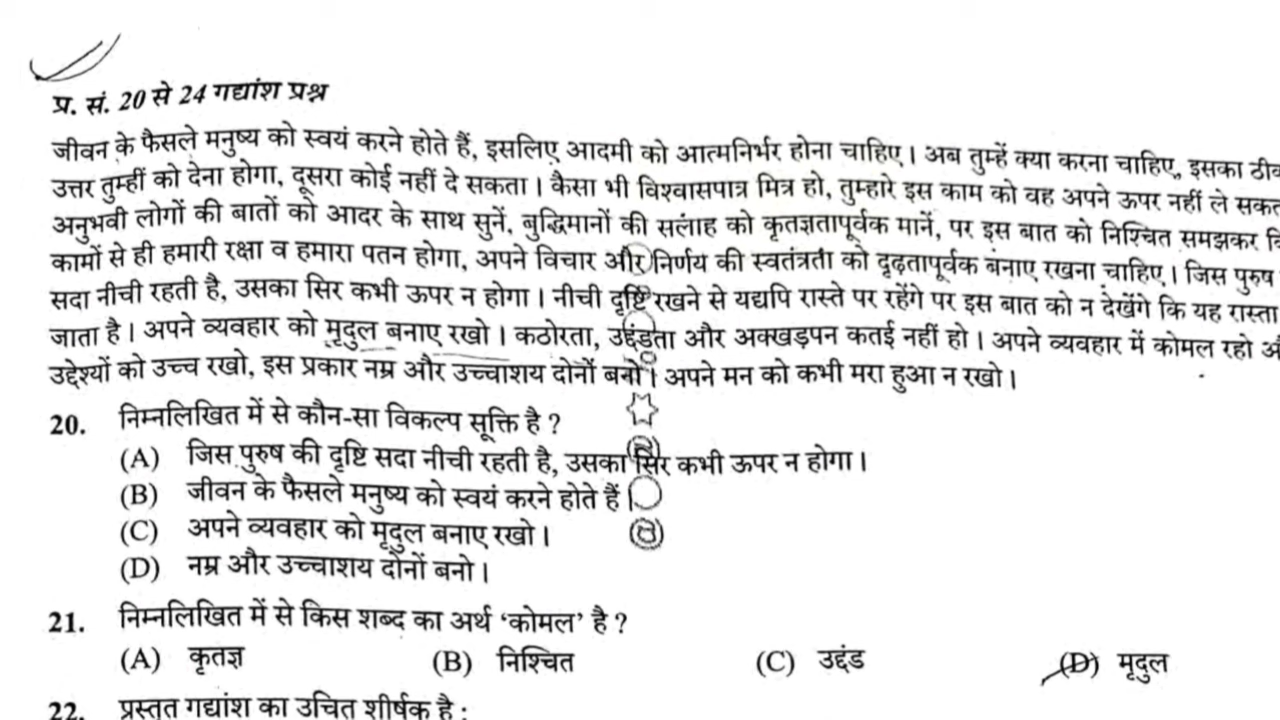 प्र. सं. 20 से 24 गद्यांश प्रश्न
जीवन के फैसले मनुष्य को स्वयं करने होते हैं, इसलिए आदमी को आत्मनिर्भर होना चाहिए। अब तुम्हें क्या करना चाहिए, इसका
उत्तर तुम्हीं को देना होगा, दूसरा कोई नहीं दे सकता। कैसा भी विश्वासपात्र मित्र हो, तुम्हारे इस काम को वह अपने ऊपर नहीं ले
अनुभवी लोगों की बातों को आदर के साथ सुनें, बुद्धिमानों की सलाह को कृतज्ञतापूर्वक मानें, पर इस बात को निश्चित समझकर
कामों से ही हमारी रक्षा व हमारा पतन होगा, अपने विचार और निर्णय की स्वतंत्रता को दृढ़तापूर्वक बनाए रखना चाहिए। जिस पुरुष
सदा नीची रहती है, उसका सिर कभी ऊपर न होगा। नीची दृष्टि रखने से यद्यपि रास्ते पर रहेंगे पर इस बात को न देखेंगे कि यह रास्ता
जाता है। अपने व्यवहार को मृदुल बनाए रखो। कठोरता, उद्दंडता और अक्खड़पन कतई नहीं हो। अपने व्यवहार में कोमल रहो
उद्देश्यों को उच्च रखो, इस प्रकार नम्र और उच्चाशय दोनों बनो। अपने मन को कभी मरा हुआ न रखो।
20. निम्नलिखित में से कौन-सा विकल्प सूक्ति है ?
(A) जिस पुरुष की दृष्टि सदा नीची रहती है, उसका सिर कभी ऊपर न होगा।
(B) जीवन के फैसले मनुष्य को स्वयं करने होते हैं।
(C) अपने व्यवहार को मृदुल बनाए रखो।
(D) नम्र और उच्चाशय दोनों बनो।
21. निम्नलिखित में से किस शब्द का अर्थ ‘कोमल’ है ?
(A) कृतज्ञ (B) निश्चित (C) उद्दंड (D) मृदुल
22. प्रस्तुत गद्यांश का उचित शीर्षक है :